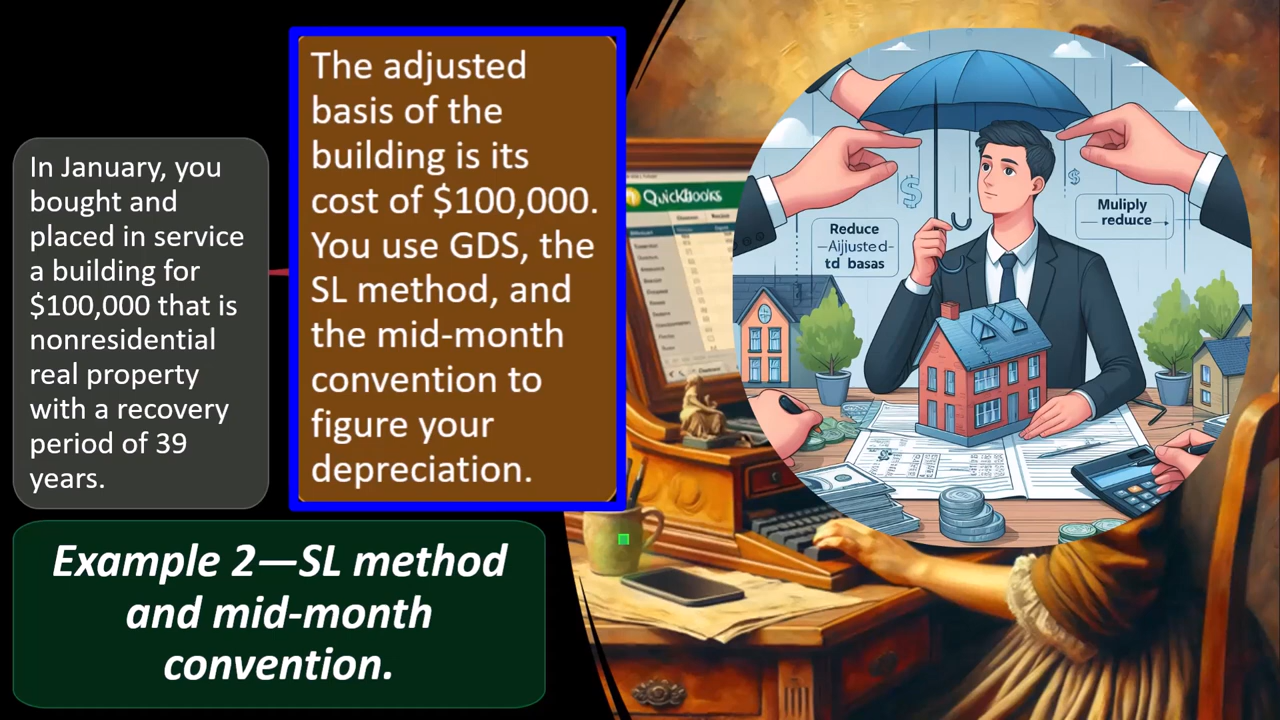 In January, you
bought and
placed in service
a building for
$100,000 that is
nonresidential
real property
with a recovery
period of 39
years.
The adjusted
basis of the
building is its
cost of $100,000.
You use GDS, the
SL method, and
the mid-month
convention to
figure your
depreciation.
Example 2—SL method
and mid-month
convention.
QuickBooks
Reduce
—Aijjusted-
td basas
Muliply
reduce